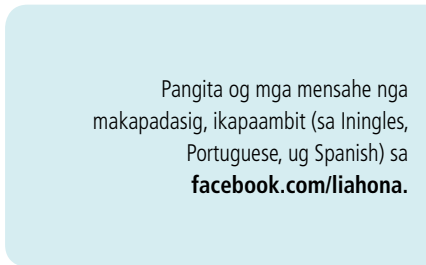 Pangita og mga mensahe nga
makapadasig, ikapaambit (sa Iningles,
Portuguese, ug Spanish) sa
facebook.com/liahona.